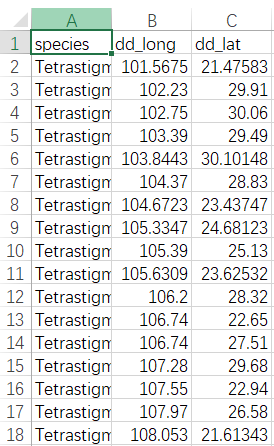 A B C
1 species dd_long dd_lat
2 Tetrastigm 101.5675 21.47583
3 Tetrastigm 102.23 29.91
4 Tetrastigm 102.75 30.06
5 Tetrastigm 103.39 29.49
6 Tetrastigm 103.8443 30.10148
7 Tetrastigm 104.37 28.83
8 Tetrastigm 104.6723 23.43747
9 Tetrastigm 105.3347 24.68123
10 Tetrastigm 105.39 25.13
11 Tetrastigm 105.6309 23.62532
12 Tetrastigm 106.2 28.32
13 Tetrastigm 106.74 22.65
14 Tetrastigm 106.74 27.51
15 Tetrastigm 107.28 29.68
16 Tetrastigm 107.55 22.94
17 Tetrastigm 107.97 26.58
18 Tetrastigm 108.053 21.61343